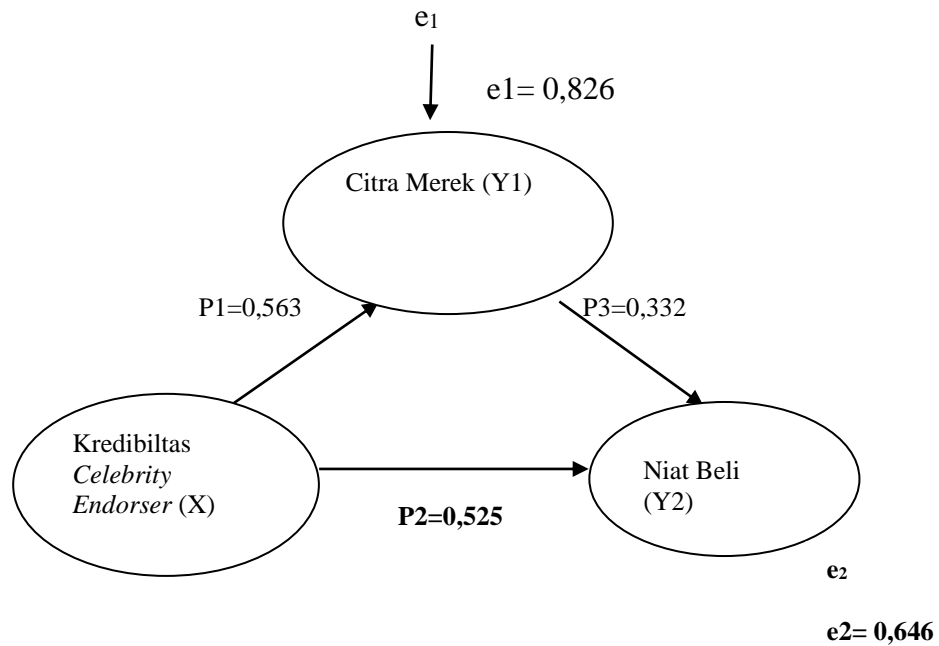 e1
e1= 0,826
Citra Merek (Y1)
P1=0,563
P3=0,332
Kredibiltas
Celebrity
Endorser (X)
Niat Beli
(Y2)
P2=0,525
e2
e2= 0,646